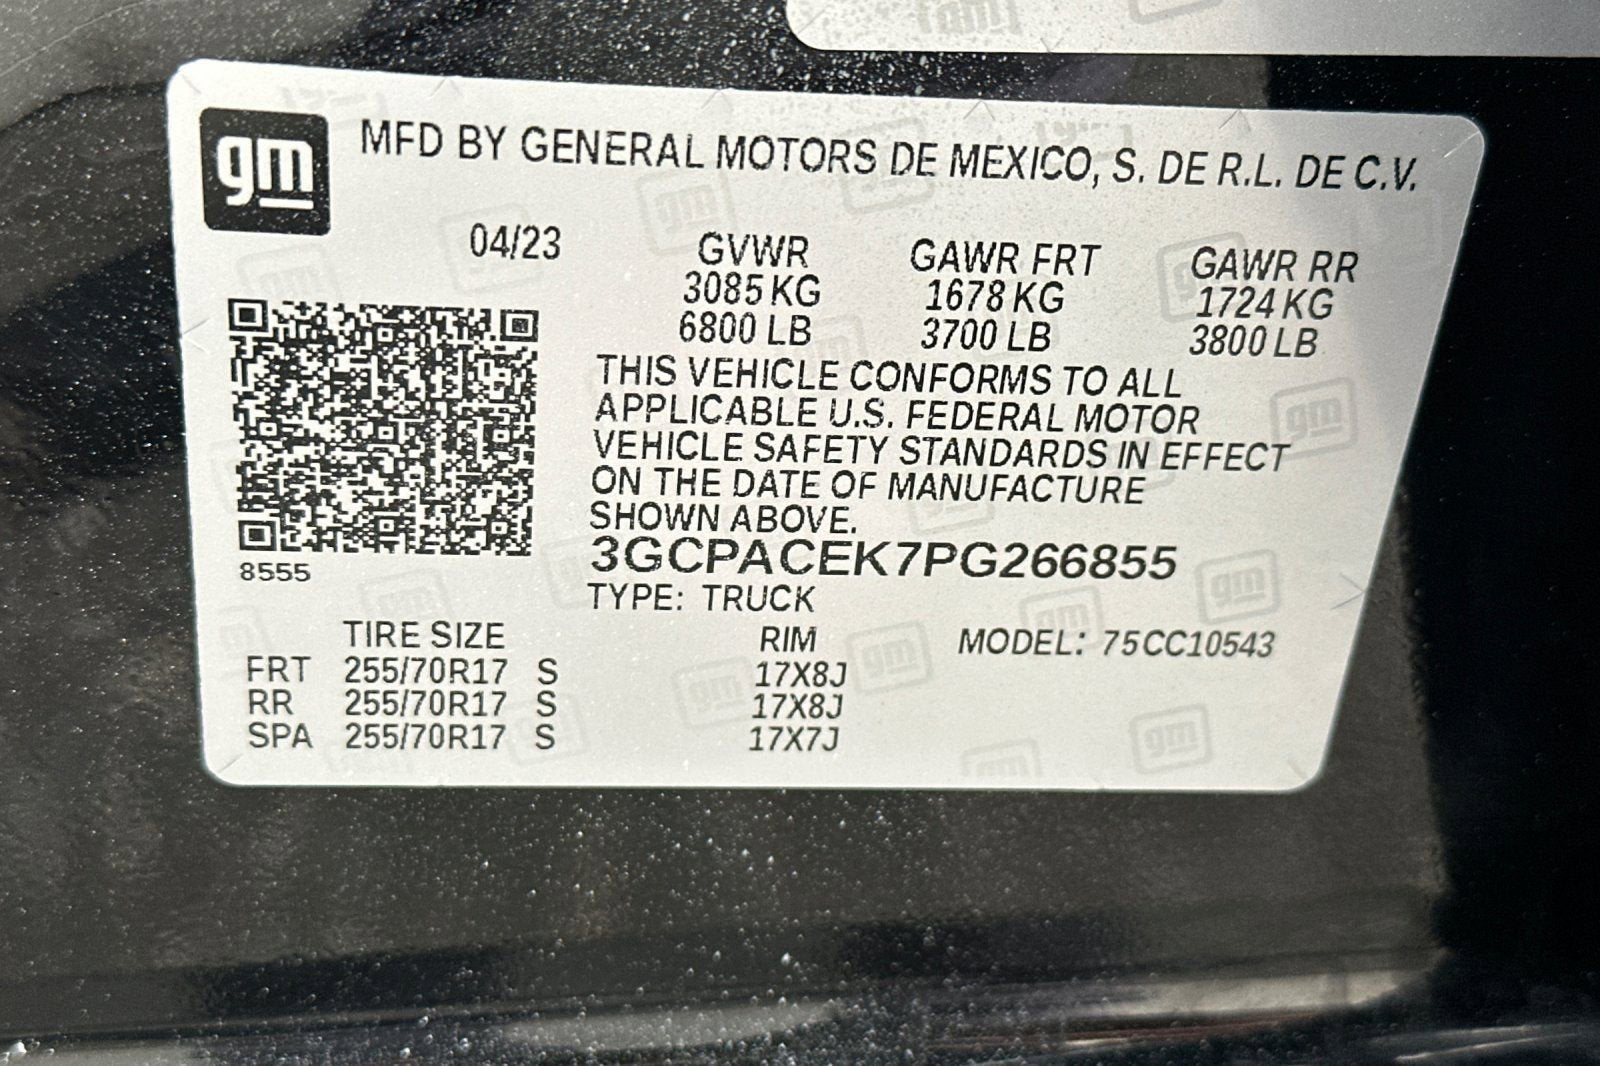 gm
MFD BY GENERAL MOTORS DE MEXICO, S. DE R.L. DE C.V.
04/23 GVWR GAWR FRT GAWR RR
3085 KG 1678 KG 1724 KG
6800 LB 3700 LB 3800 LB
THIS VEHICLE CONFORMS TO ALL
APPLICABLE U.S. FEDERAL MOTOR
VEHICLE SAFETY STANDARDS IN EFFECT
ON THE DATE OF MANUFACTURE
SHOWN ABOVE.
3GCPACEK7PG266855
8555
TYPE: TRUCK
TIRE SIZE RIM MODEL: 75CC10543
FRT 255/70R17 S 17X8J
RR 255/70R17 S 17X8J
SPA 255/70R17 S 17X7J